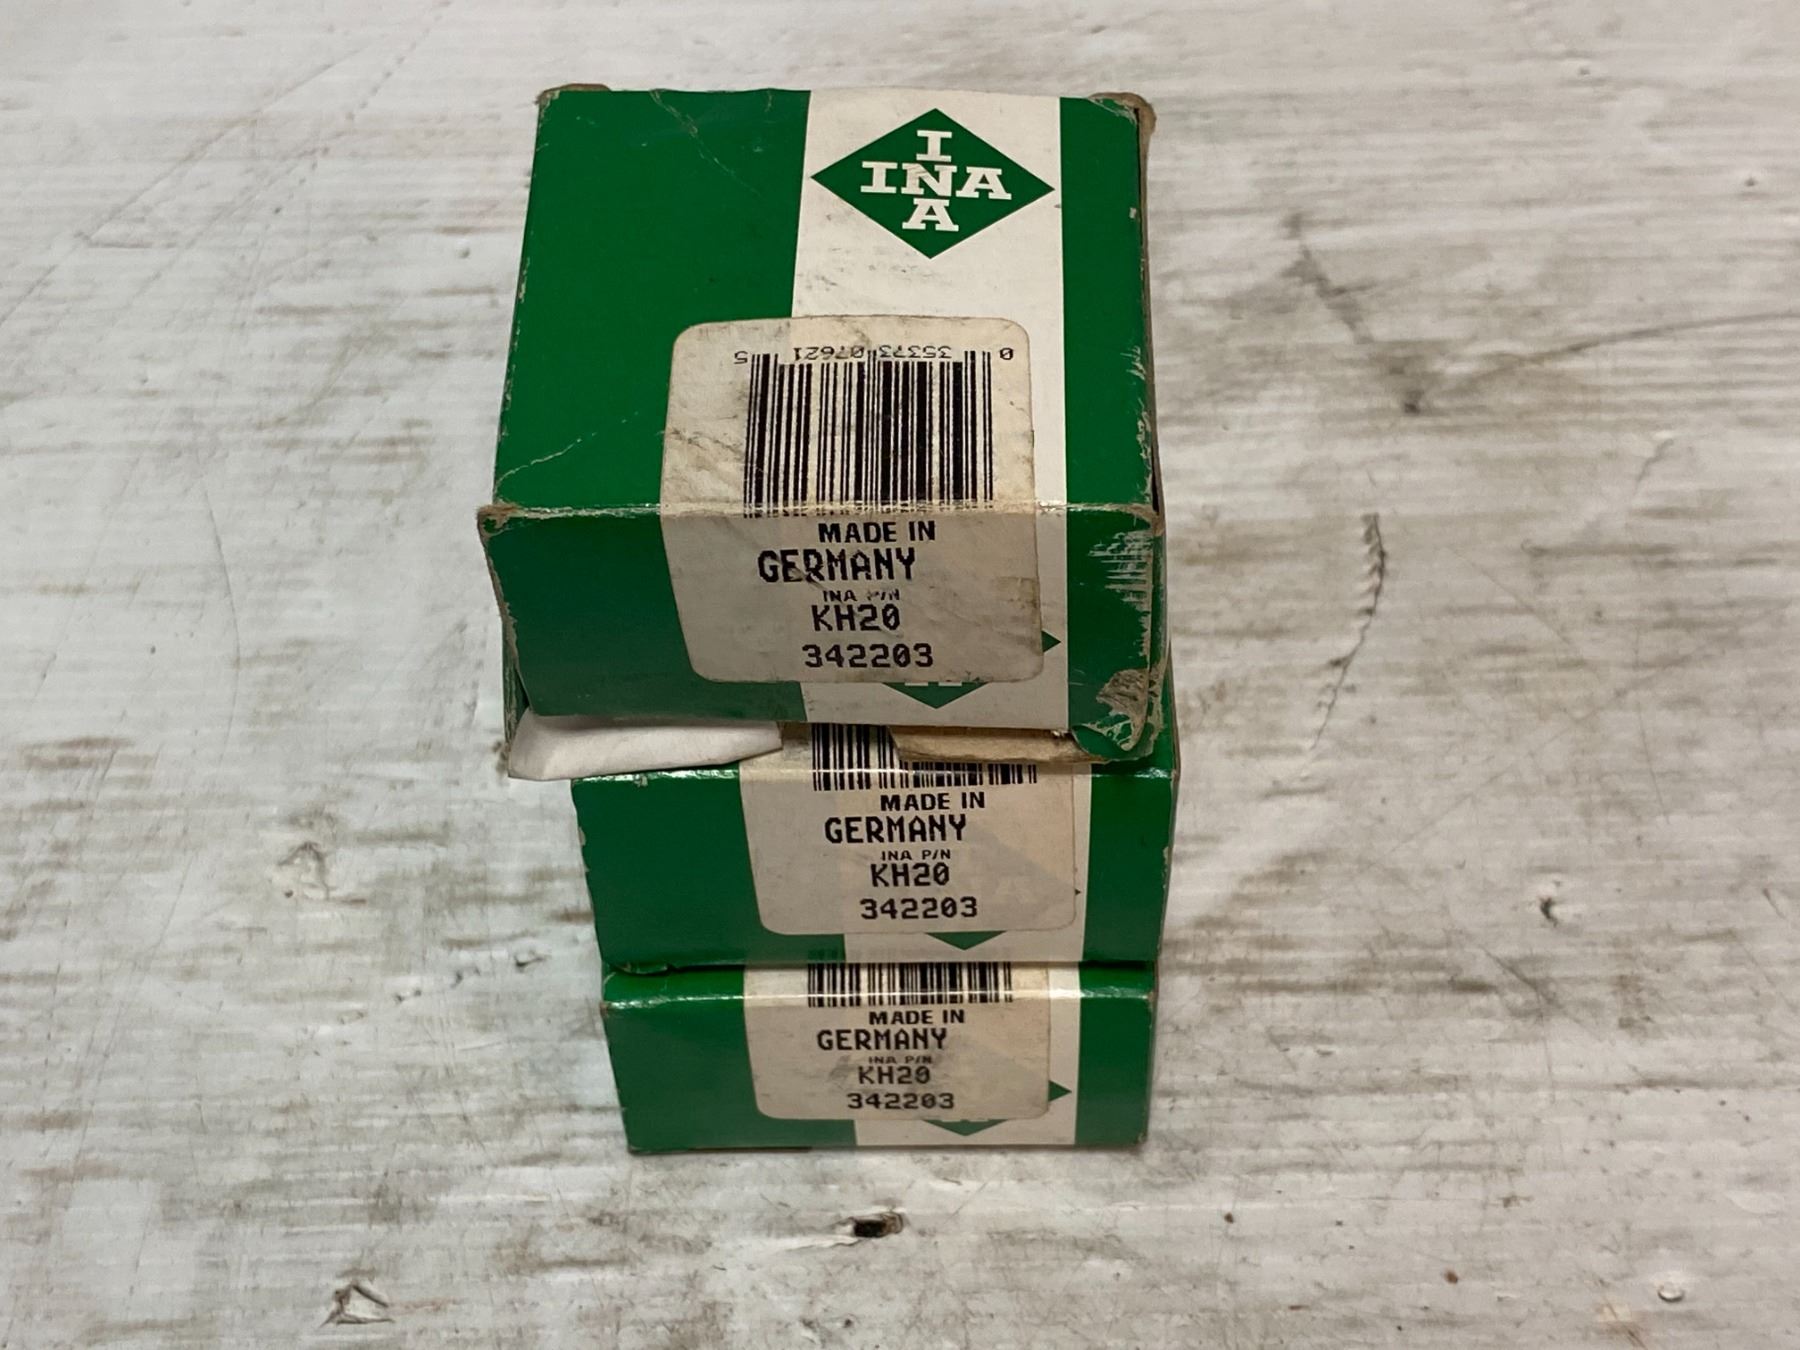 I
INA
A
0 35373 07621 5
MADE IN
GERMANY
INA P/N
KH20
342203
MADE IN
GERMANY
INA P/N
KH20
342203
MADE IN
GERMANY
INA P/N
KH20
342203